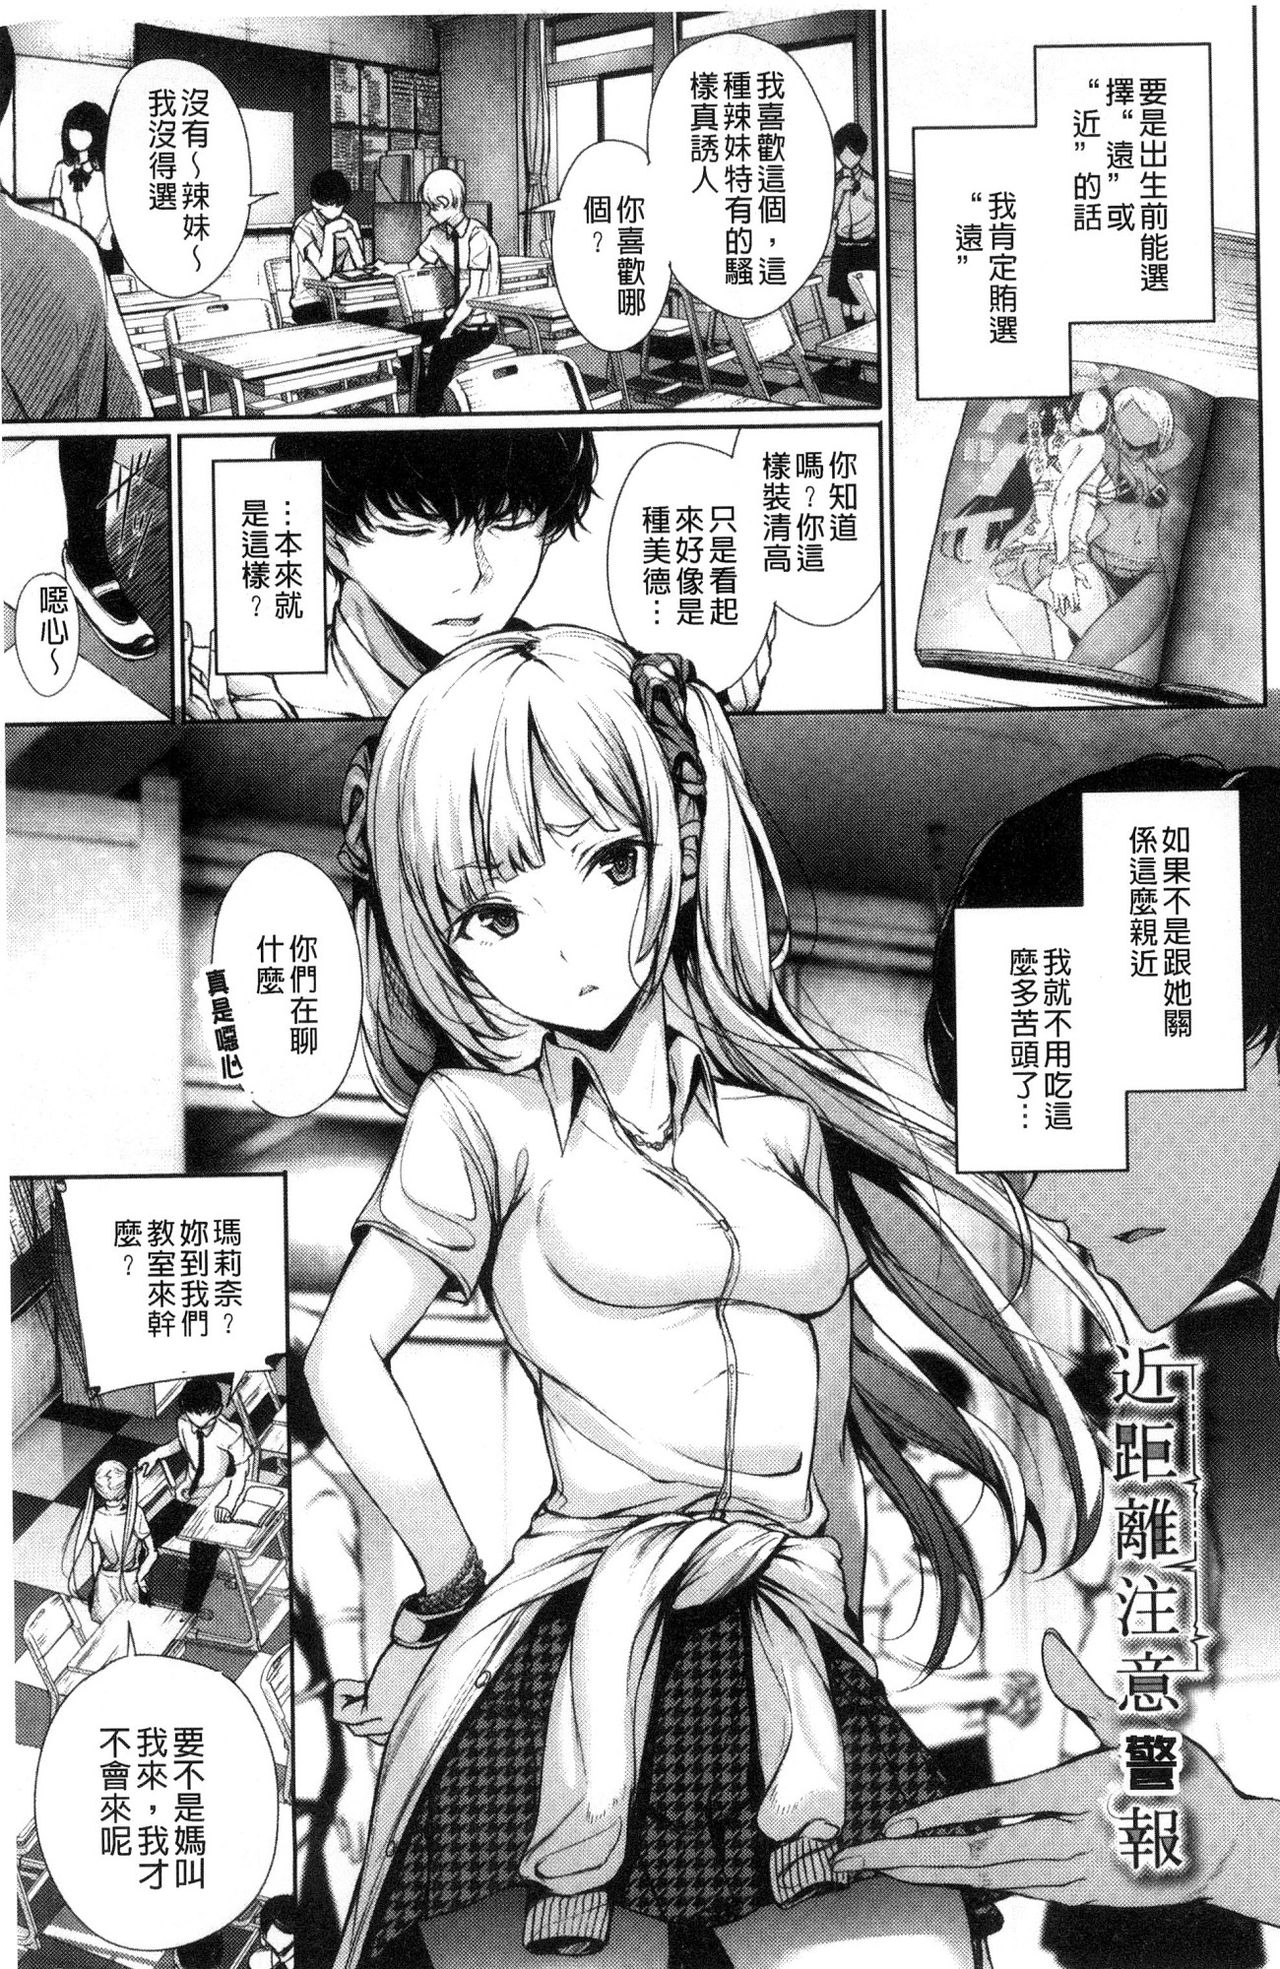 要是出生前能選
擇“遠”或
“近”的話
我肯定賄選
“遠”
我喜歡這個，這
種辣妹特有的騷
樣真誘人
你喜歡哪
個？
沒有～辣妹～
我沒得選
你知道
嗎？你這
樣裝清高
只是看起
來好像是
種美德…
…本來就
是這樣？
噁心～
如果不是跟她關
係這麼親近
我就不用吃這
麼多苦頭了…
你們在聊
什麼
真是噁心
近距離注意警報
瑪莉奈？
妳到我們
教室來幹
麼？
要不是媽叫
我來，我才
不會來呢